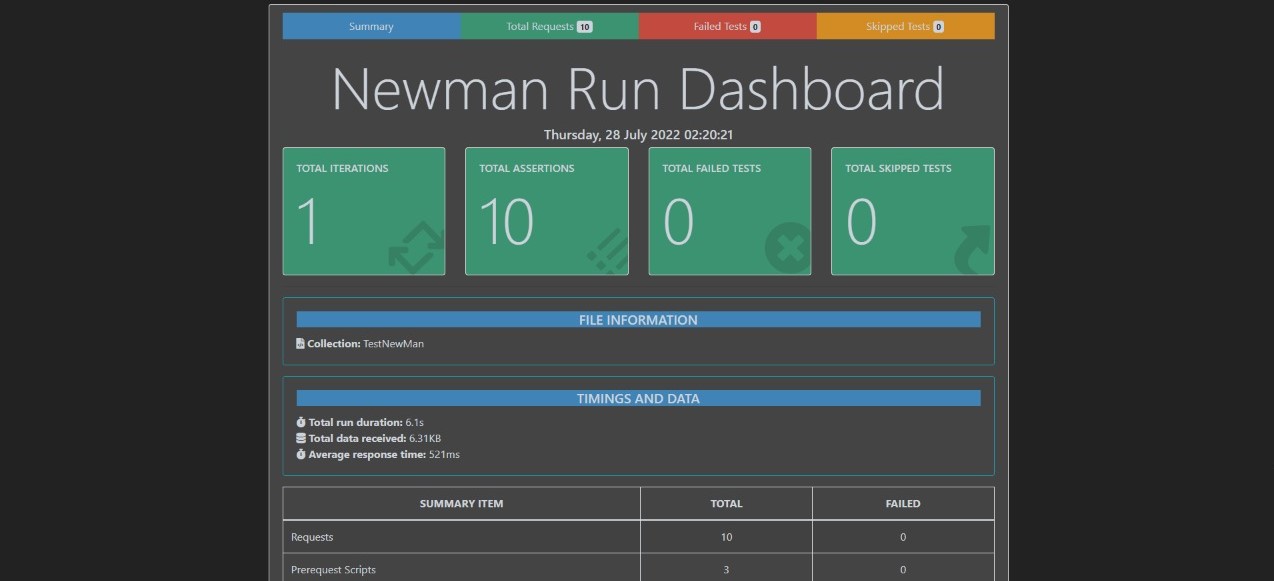 Summary Total Requests 10 Failed Tests 0 Skipped Tests 0
Newman Run Dashboard
Thursday, 28 July 2022 02:20:21
TOTAL ITERATIONS TOTAL ASSERTIONS TOTAL FAILED TESTS TOTAL SKIPPED TESTS
1 10 0 0
FILE INFORMATION
Collection: TestNewMan
TIMINGS AND DATA
Total run duration: 6.1s
Total data received: 6.31KB
Average response time: 521ms
SUMMARY ITEM TOTAL FAILED
Requests 10 0
Prerequest Scripts 3 0